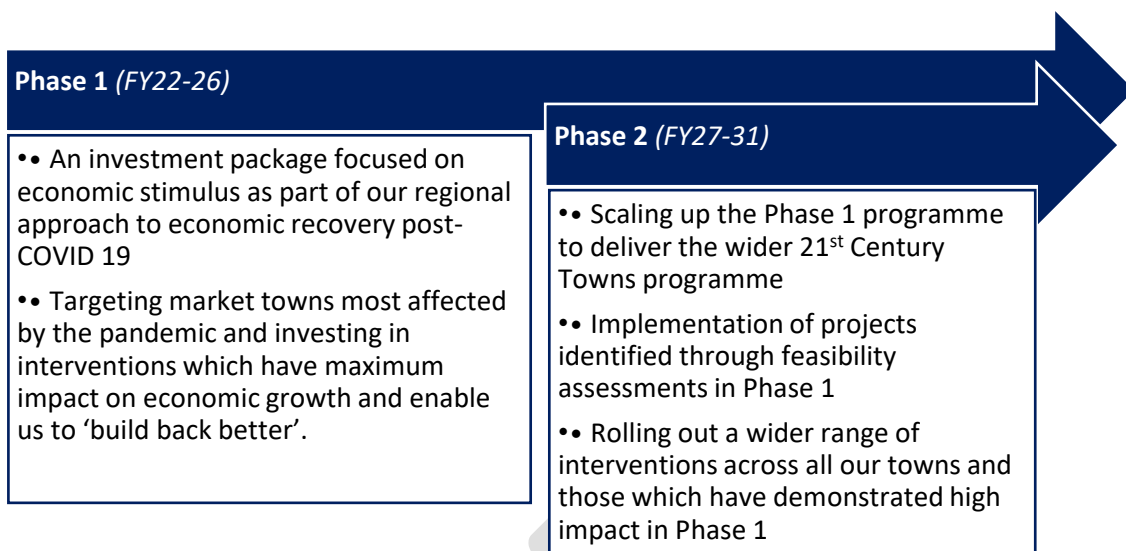 Phase 1 (FY22-26)
•• An investment package focused on
economic stimulus as part of our regional
approach to economic recovery post-
COVID 19
•• Targeting market towns most affected
by the pandemic and investing in
interventions which have maximum
impact on economic growth and enable
us to ‘build back better’.
Phase 2 (FY27-31)
•• Scaling up the Phase 1 programme
to deliver the wider 21st Century
Towns programme
•• Implementation of projects
identified through feasibility
assessments in Phase 1
•• Rolling out a wider range of
interventions across all our towns and
those which have demonstrated high
impact in Phase 1